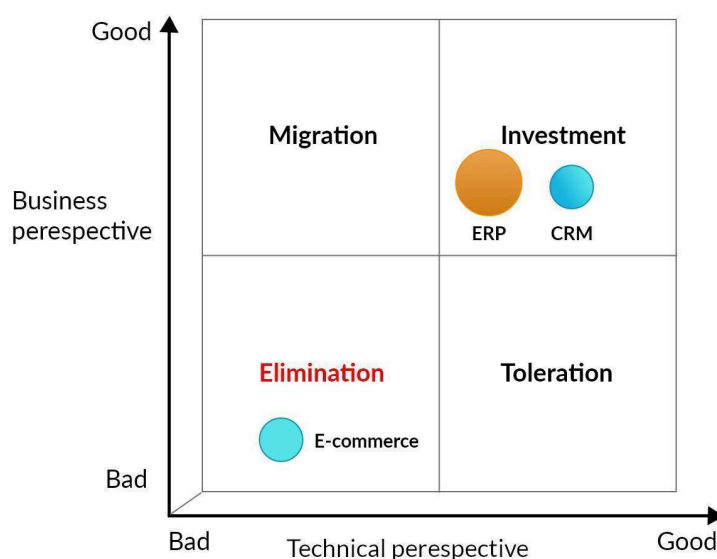 Good
Migration
Investment
Business
perespective
ERP
CRM
Elimination
Toleration
E-commerce
Bad
Bad
Technical perespective
Good